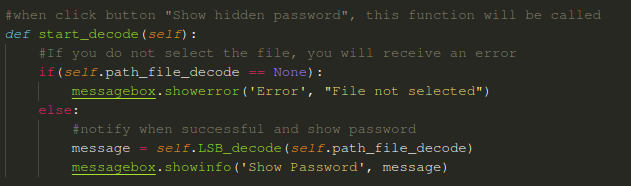 #when click button "Show hidden password", this function will be called
def start_decode(self):
#If you do not select the file, you will receive an error
if(self.path_file_decode == None):
messagebox.showerror('Error', "File not selected")
else:
#notify when successful and show password
message = self.LSB_decode(self.path_file_decode)
messagebox.showinfo('Show Password', message)